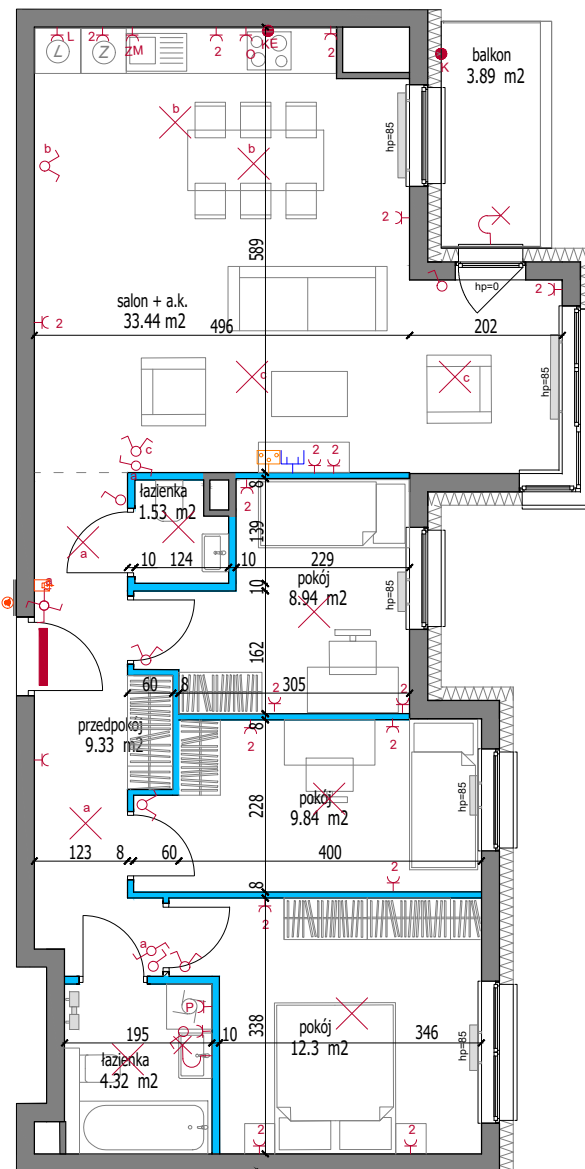 L
2
ZM
2
KE
O
2
L
Z
K
balkon
3.89 m2
b
b
b
hp=85
2
589
hp=0
2
salon + a.k.
33.44 m2
2
496
202
c
c
hp=85
c
a
2
2
8
łazienka
1.53 m2
2
139
a
10
124
10
229
pokój
8.94 m2
hp=85
10
162
60
8
305
2
2
przedpokój
9.33 m2
8
2
2
pokój
9.84 m2
hp=85
a
228
123
8
60
400
2
8
2
a
P
338
pokój
12.3 m2
346
hp=85
195
10
łazienka
4.32 m2
2
2